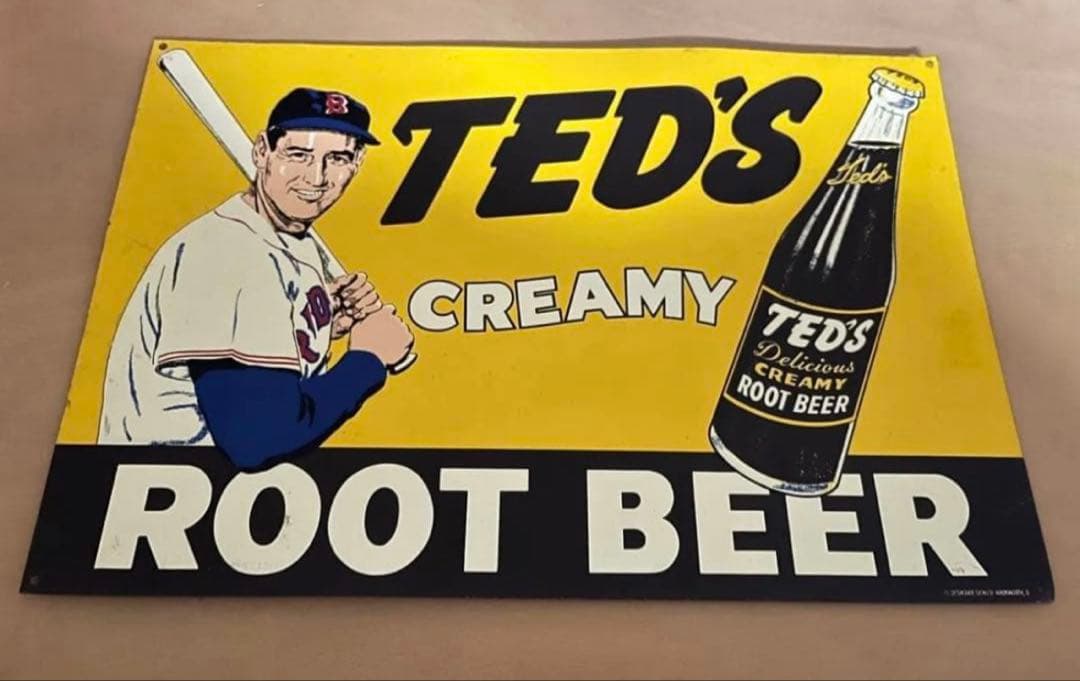 B
TED'S
Ted's
CREAMY
TED'S
Delicious
CREAMY
ROOT BEER
ROOT BEER